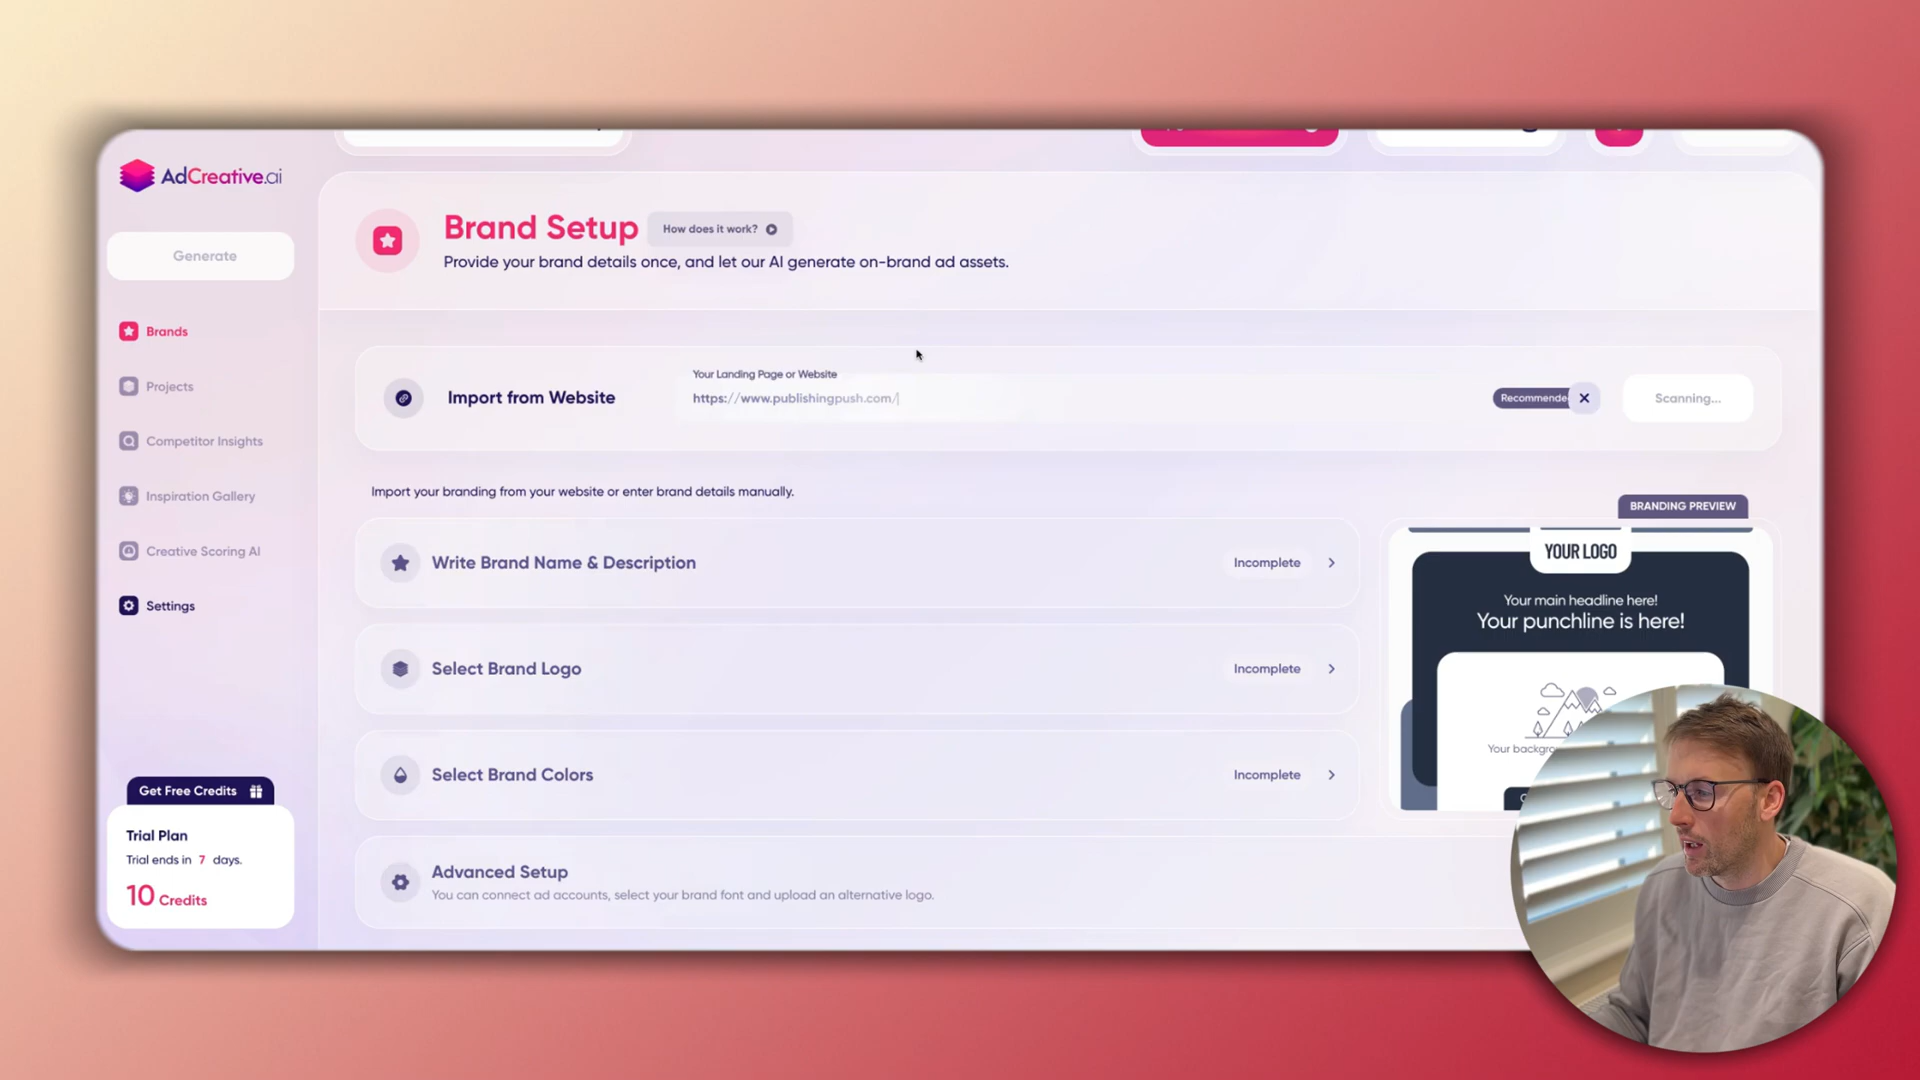 AdCreative.ai
Generate
Brands
Projects
Competitor Insights
Inspiration Gallery
Creative Scoring AI
Settings
Get Free Credits
Trial Plan
Trial ends in 7 days.
10 Credits
Brand Setup
How does it work?
Provide your brand details once, and let our AI generate on-brand ad assets.
Import from Website
Your Landing Page or Website
https://www.publishingpush.com/
Recommende
Scanning...
Import your branding from your website or enter brand details manually.
Write Brand Name & Description
Incomplete
Select Brand Logo
Incomplete
Select Brand Colors
Incomplete
Advanced Setup
You can connect ad accounts, select your brand font and upload an alternative logo.
BRANDING PREVIEW
YOUR LOGO
Your main headline here!
Your punchline is here!
Your backgro